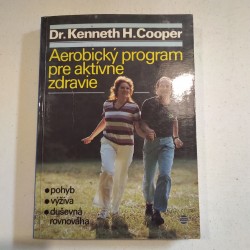 Dr. Kenneth H. Cooper
Aerobický program
pre aktívne
zdravie
pohyb
výživa
duševná
rovnováha